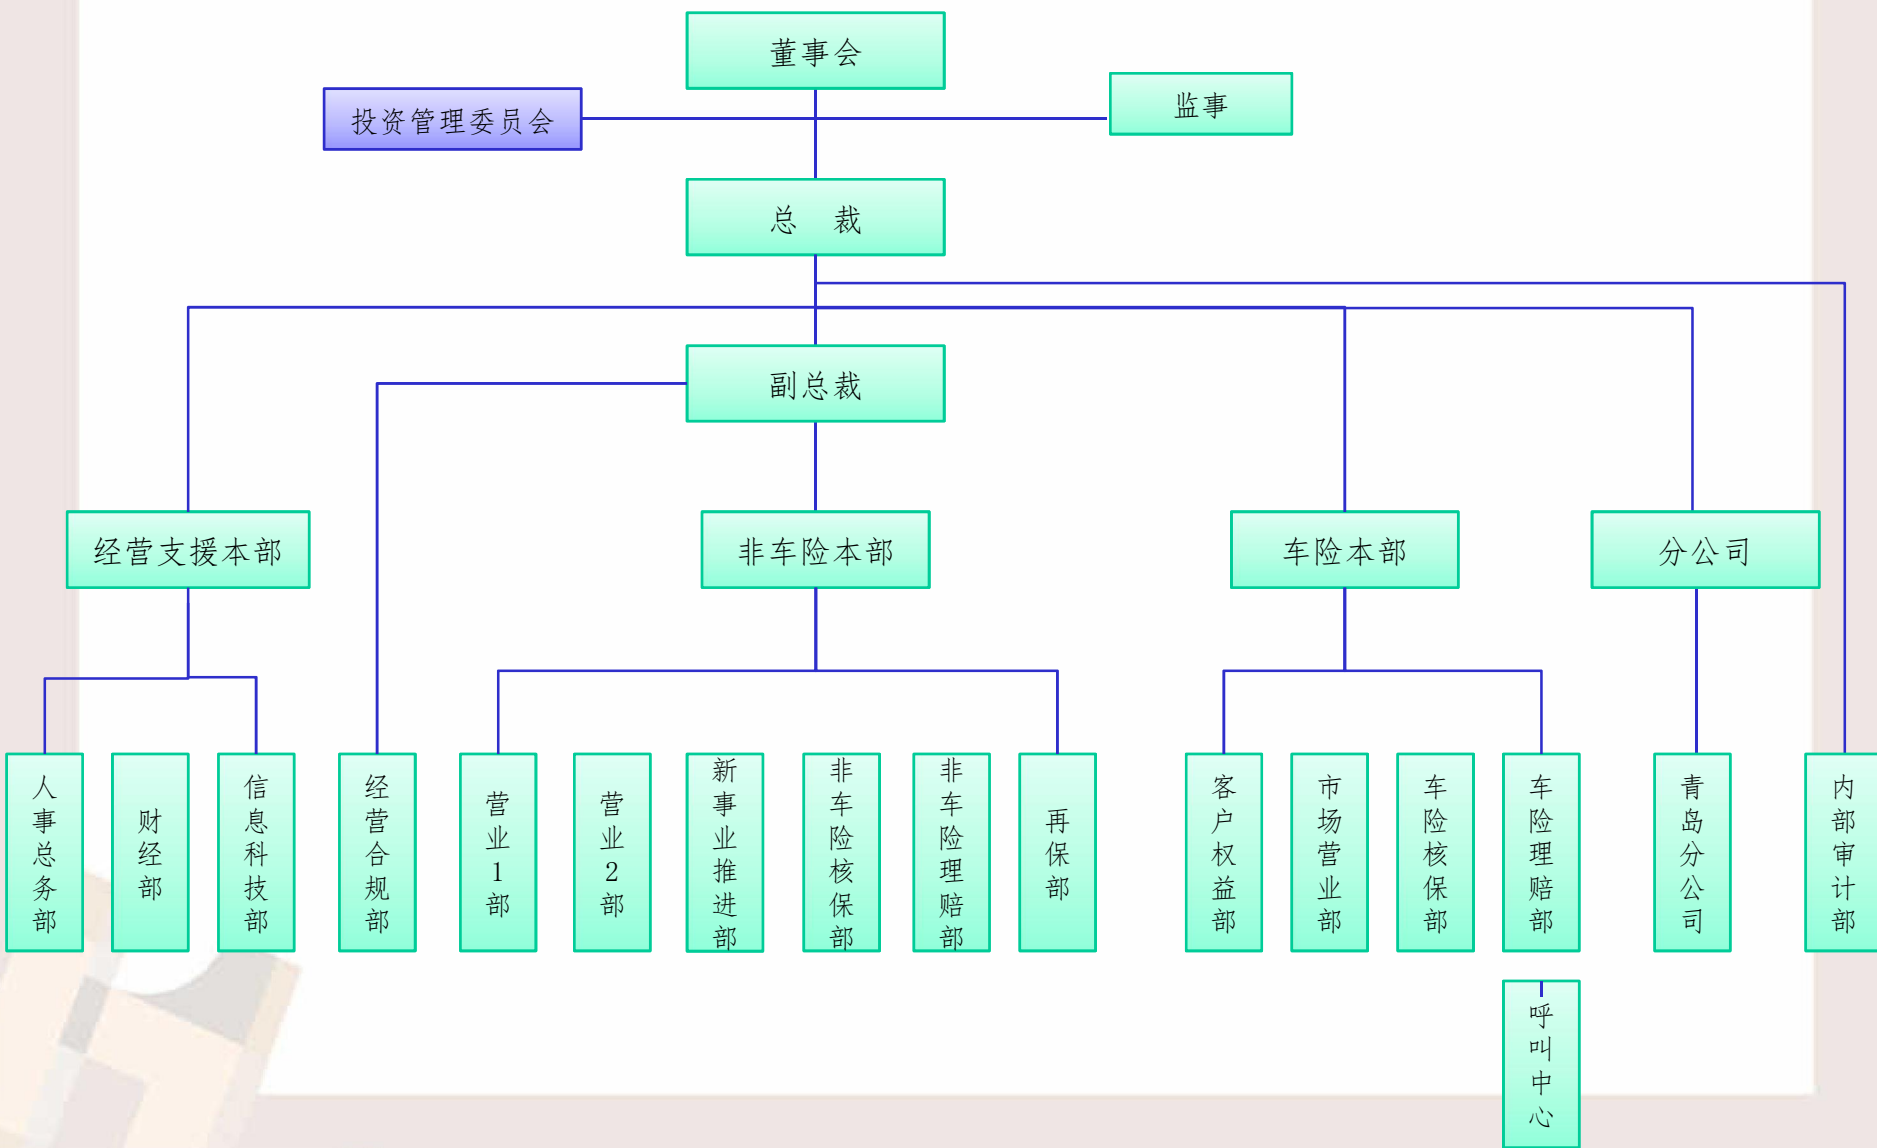 董事会
投资管理委员会
监事
总 裁
副总裁
经营支援本部
非车险本部
车险本部
分公司
人事总务部
财经部
信息科技部
经营合规部
营业1部
营业2部
新事业推进部
非车险核保部
非车险理赔部
再保部
客户权益部
市场营业部
车险核保部
车险理赔部
青岛分公司
内部审计部
呼叫中心